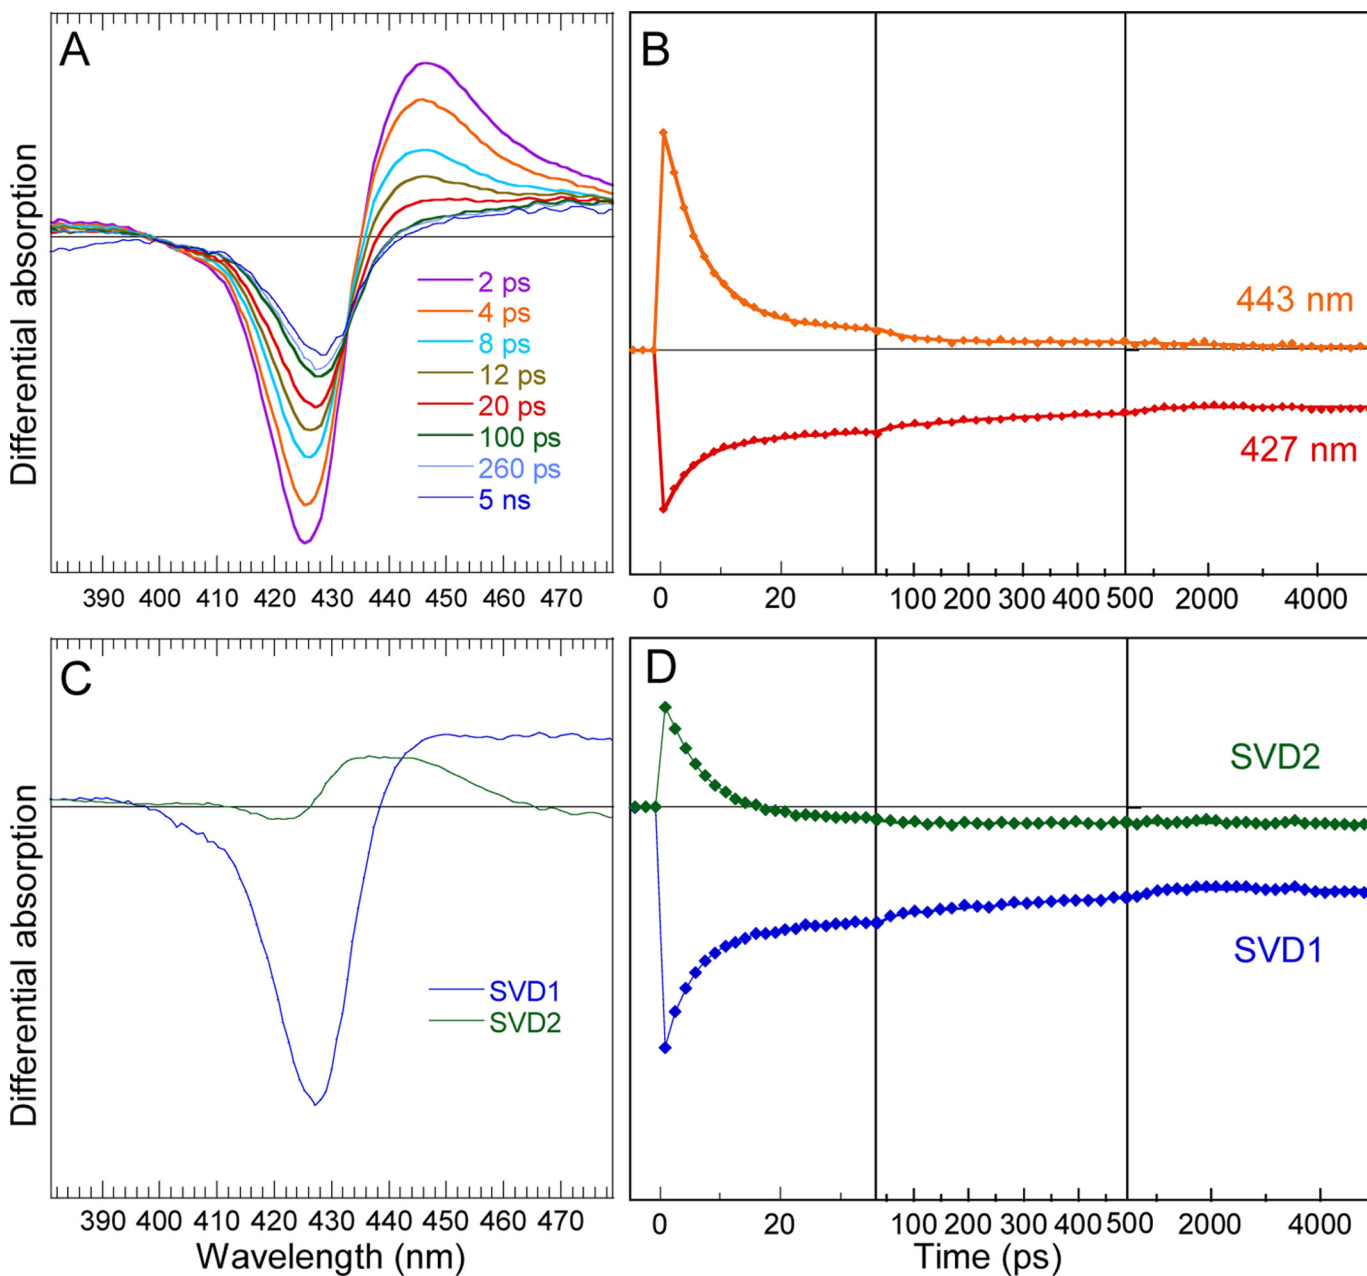 A
Differential absorption
2 ps
4 ps
8 ps
12 ps
20 ps
100 ps
260 ps
5 ns
390 400 410 420 430 440 450 460 470
B
443 nm
427 nm
0 20 100 200 300 400 500 2000 4000
C
Differential absorption
SVD1
SVD2
390 400 410 420 430 440 450 460 470
Wavelength (nm)
D
SVD2
SVD1
0 20 100 200 300 400 500 2000 4000
Time (ps)